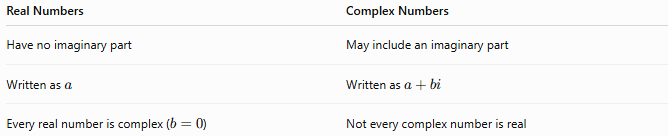 Real Numbers Complex Numbers
Have no imaginary part May include an imaginary part
Written as a Written as a + bi
Every real number is complex (b = 0) Not every complex number is real